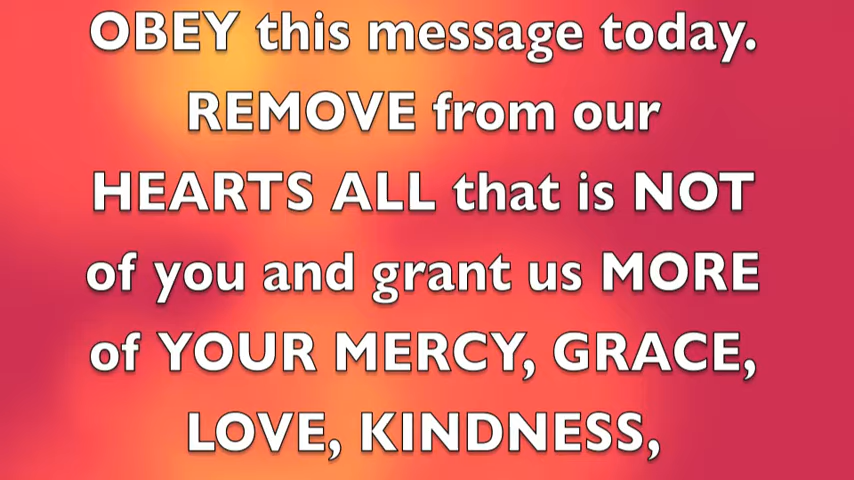 OBEY this message today.
REMOVE from our
HEARTS ALL that is NOT
of you and grant us MORE
of YOUR MERCY, GRACE,
LOVE, KINDNESS,